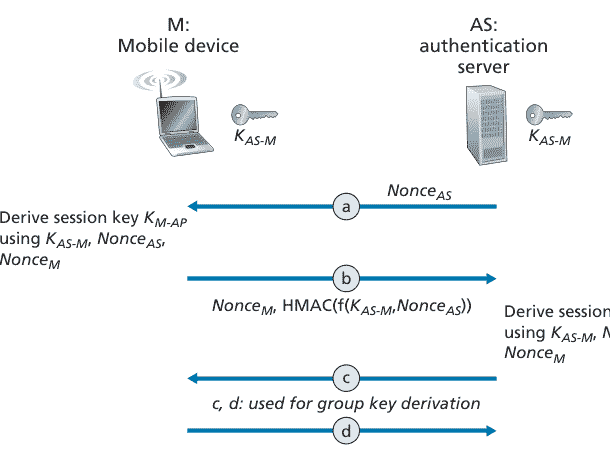 M:
Mobile device
AS:
authentication
server
K AS-M
K AS-M
Nonce AS
a
Derive session key K M-AP
using K AS-M, Nonce AS,
Nonce M
b
Nonce M, HMAC(f(K AS-M,Nonce AS))
Derive session
using K AS-M, N
Nonce M
c
c, d: used for group key derivation
d